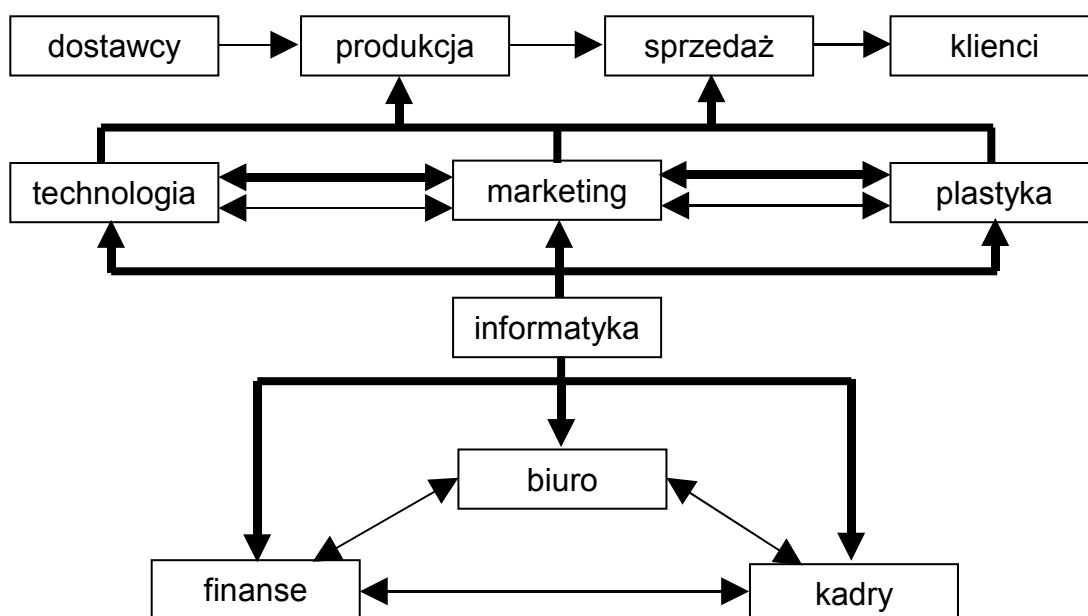 dostawcy
produkcja
sprzedaż
klienci
technologia
marketing
plastyka
informatyka
biuro
finanse
kadry